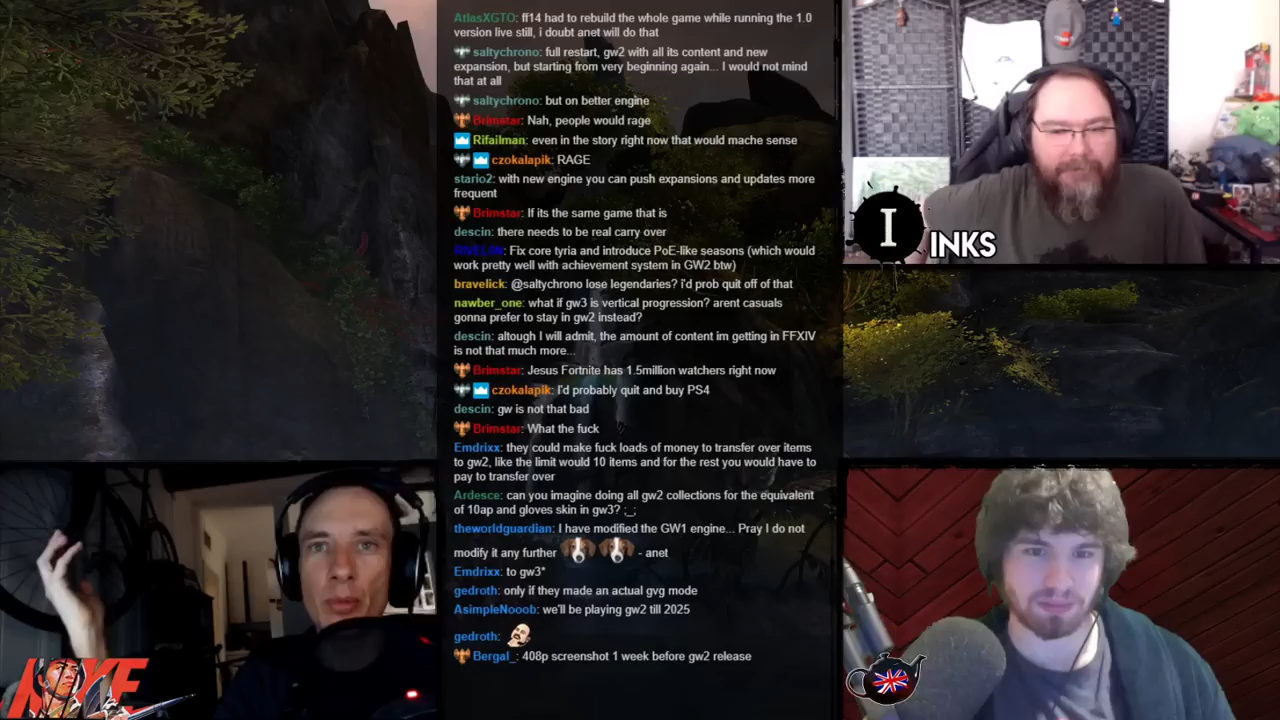 AtlasXGTO: ff14 had to rebuild the whole game while running the 1.0
version live still, i doubt anet will do that
saltychrono: full restart, gw2 with all its content and new
expansion, but starting from very beginning again... I would not mind
that at all
saltychrono: but on better engine
Brimstar: Nah, people would rage
Rifailman: even in the story right now that would mache sense
czokalapik: RAGE
stario2: with new engine you can push expansions and updates more
frequent
Brimstar: If its the same game that is
descin: there needs to be real carry over
Fix core tyria and introduce PoE-like seasons (which would
work pretty well with achievement system in GW2 btw)
bravelick: @saltychrono lose legendaries? i'd prob quit off of that
nawber_one: what if gw3 is vertical progression? arent casuals
gonna prefer to stay in gw2 instead?
descin: altough I will admit, the amount of content im getting in FFXIV
is not that much more...
Brimstar: Jesus Fortnite has 1.5million watchers right now
czokalapik: I'd probably quit and buy PS4
descin: gw is not that bad
Brimstar: What the fuck
Emdrixx: they could make fuck loads of money to transfer over items
to gw2, like the limit would 10 items and for the rest you would have to
pay to transfer over
Ardesce: can you imagine doing all gw2 collections for the equivalent
of 10ap and gloves skin in gw3? ;_;
theworldguardian: I have modified the GW1 engine... Pray I do not
modify it any further - anet
Emdrixx: to gw3*
gedroth: only if they made an actual gvg mode
AsimpleNooob: we'll be playing gw2 till 2025
gedroth:
Bergal_: 408p screenshot 1 week before gw2 release
I INKS